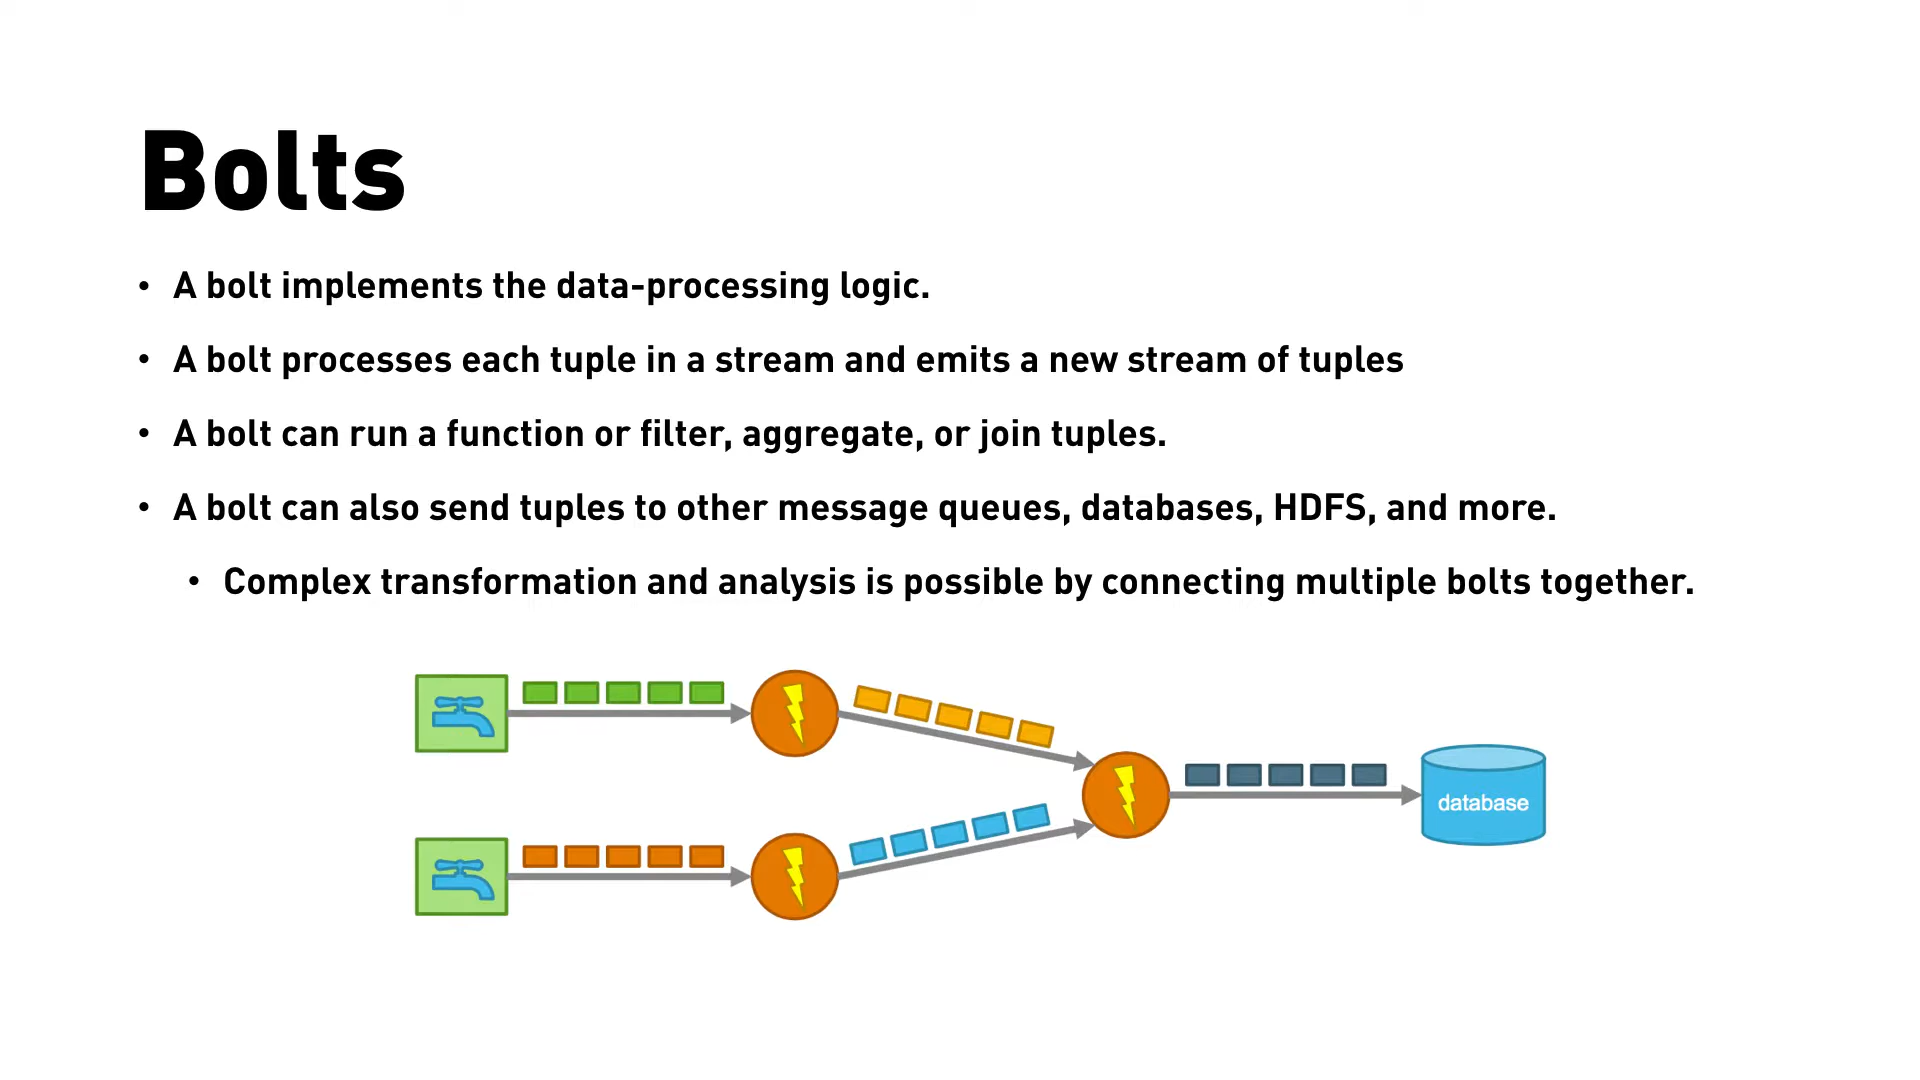 Bolts
• A bolt implements the data-processing logic.
• A bolt processes each tuple in a stream and emits a new stream of tuples
• A bolt can run a function or filter, aggregate, or join tuples.
• A bolt can also send tuples to other message queues, databases, HDFS, and more.
• Complex transformation and analysis is possible by connecting multiple bolts together.
database